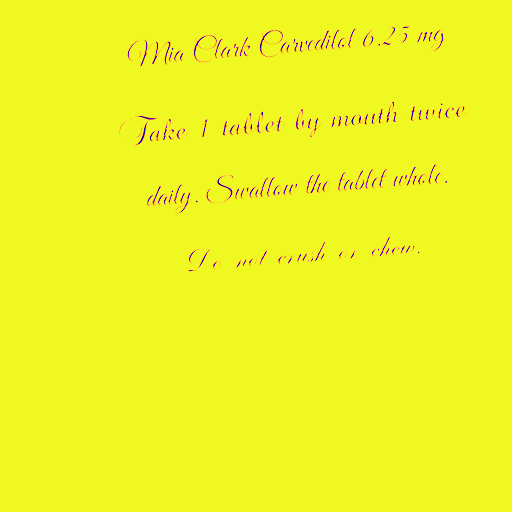 Mia Clark Carvedilol 6.25 mg
Take 1 tablet by mouth twice
daily. Swallow the tablet whole.
Do not crush or chew.